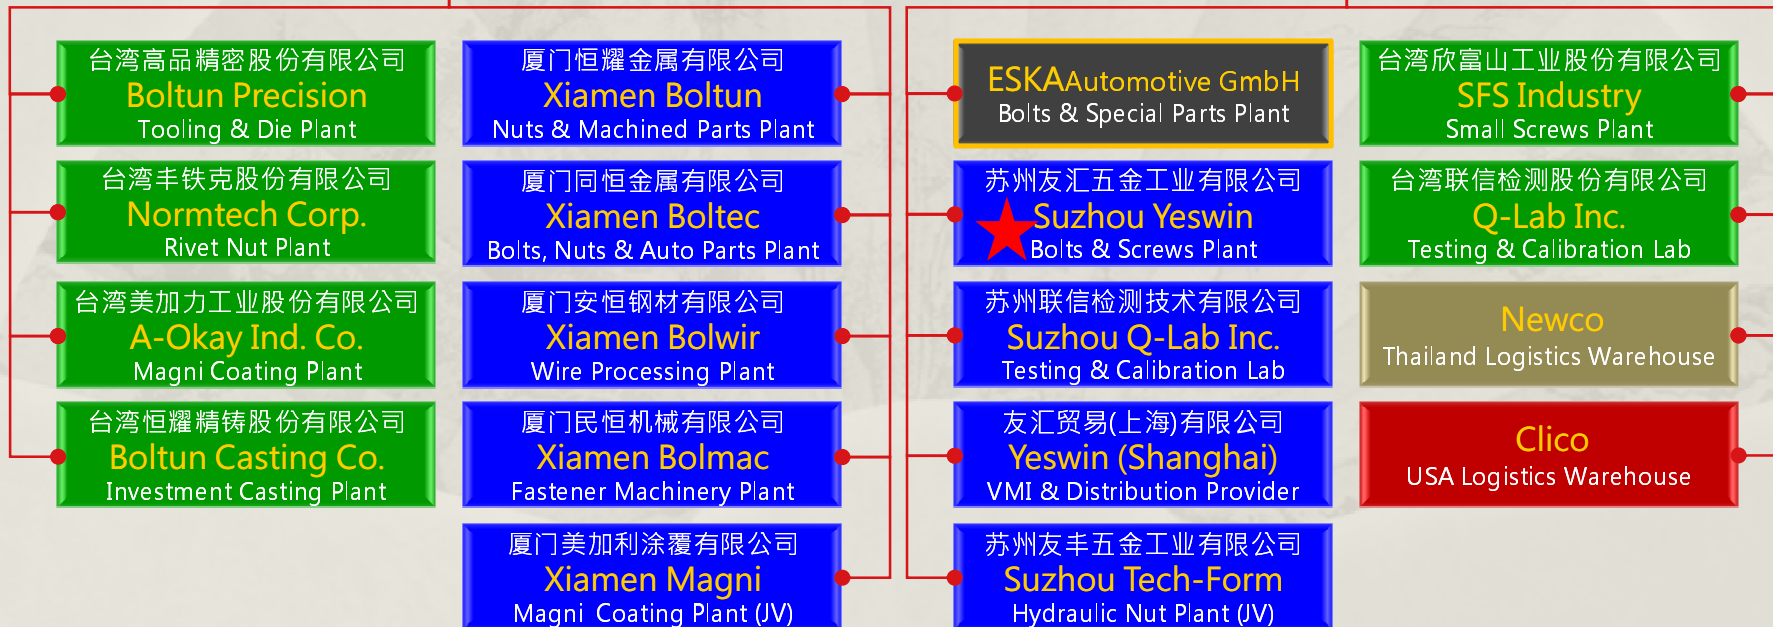 台湾高品精密股份有限公司
Boltun Precision
Tooling & Die Plant
台湾丰铁克股份有限公司
Normtech Corp.
Rivet Nut Plant
台湾美加力工业股份有限公司
A-Okay Ind. Co.
Magni Coating Plant
台湾恒耀精铸股份有限公司
Boltun Casting Co.
Investment Casting Plant
厦门恒耀金属有限公司
Xiamen Boltun
Nuts & Machined Parts Plant
厦门同恒金属有限公司
Xiamen Boltec
Bolts, Nuts & Auto Parts Plant
厦门安恒钢材有限公司
Xiamen Bolwir
Wire Processing Plant
厦门民恒机械有限公司
Xiamen Bolmac
Fastener Machinery Plant
厦门美加利涂覆有限公司
Xiamen Magni
Magni Coating Plant (JV)
ESKAAutomotive GmbH
Bolts & Special Parts Plant
苏州友汇五金工业有限公司
Suzhou Yeswin
Bolts & Screws Plant
苏州联信检测技术有限公司
Suzhou Q-Lab Inc.
Testing & Calibration Lab
友汇贸易(上海)有限公司
Yeswin (Shanghai)
VMI & Distribution Provider
苏州友丰五金工业有限公司
Suzhou Tech-Form
Hydraulic Nut Plant (JV)
台湾欣富山工业股份有限公司
SFS Industry
Small Screws Plant
台湾联信检测股份有限公司
Q-Lab Inc.
Testing & Calibration Lab
Newco
Thailand Logistics Warehouse
Clico
USA Logistics Warehouse